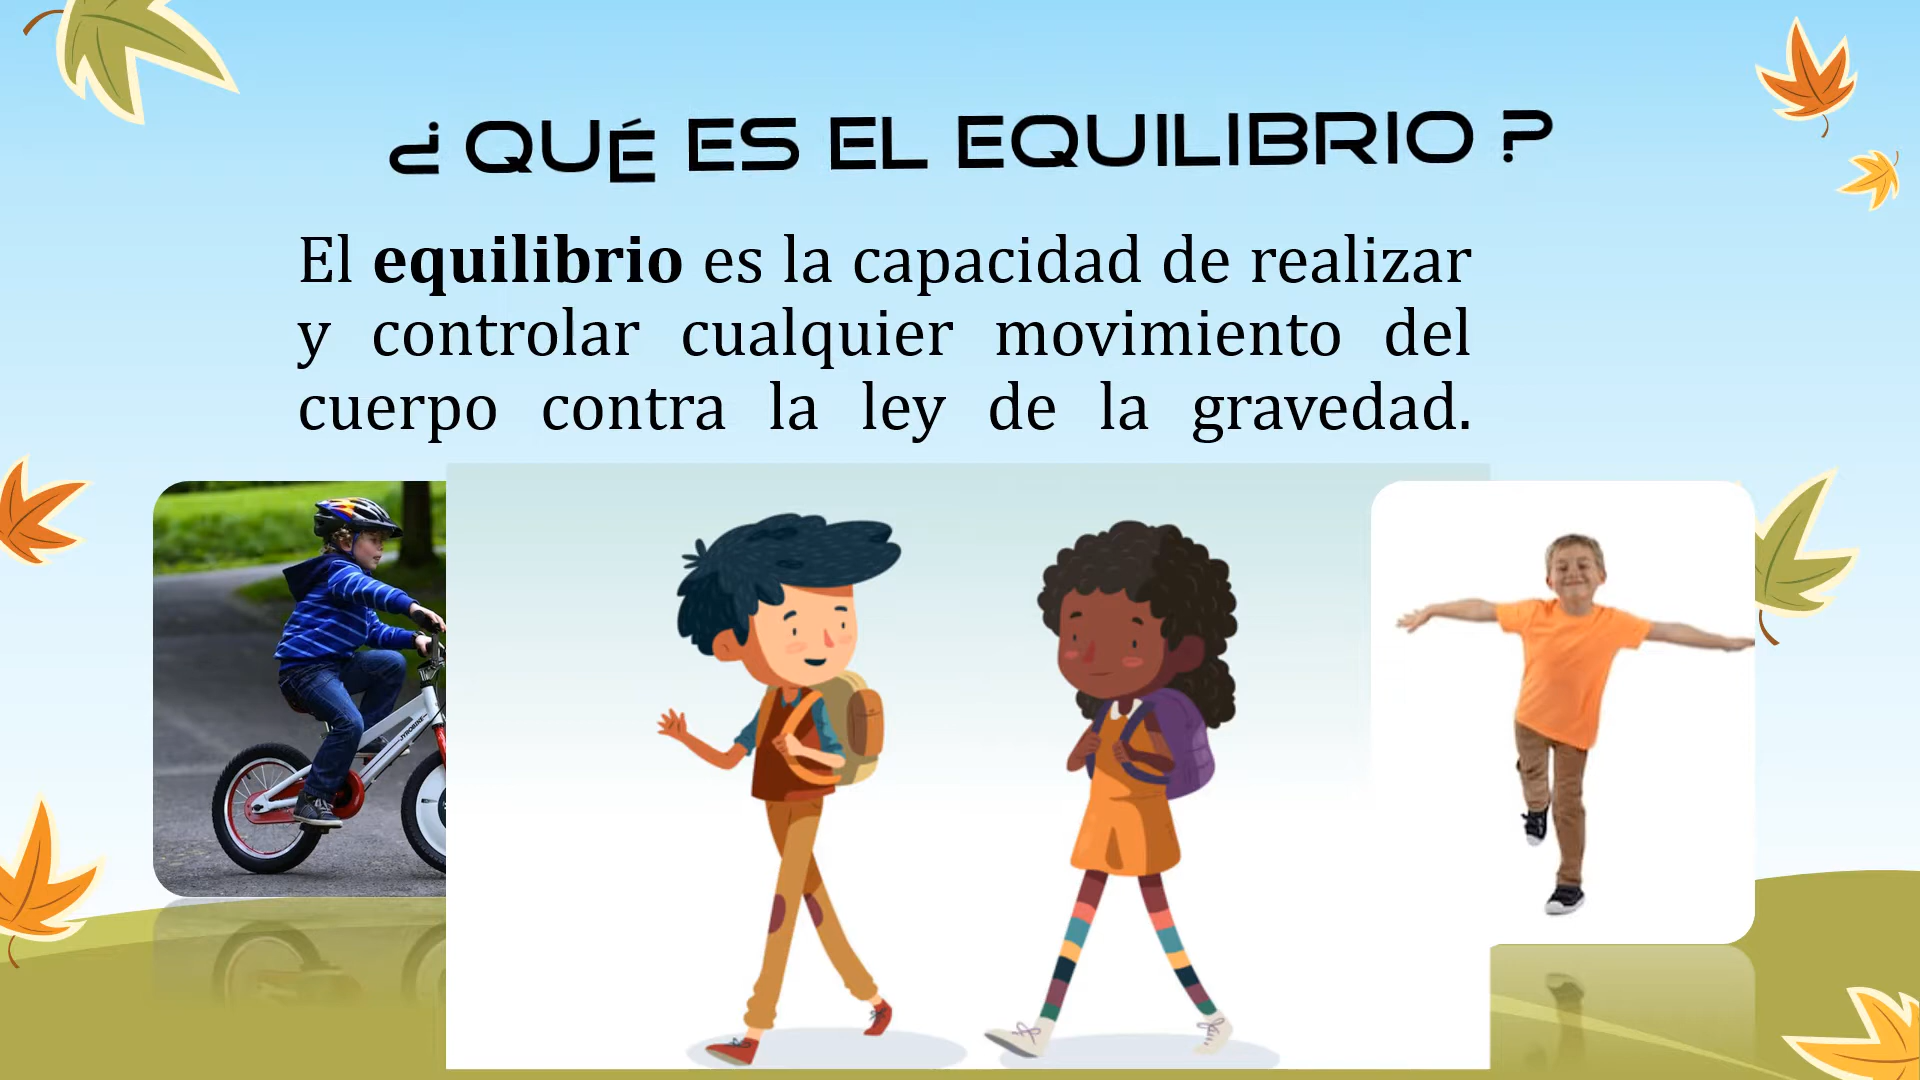 ¿ QUÉ ES EL EQUILIBRIO ?
El equilibrio es la capacidad de realizar
y controlar cualquier movimiento del
cuerpo contra la ley de la gravedad.